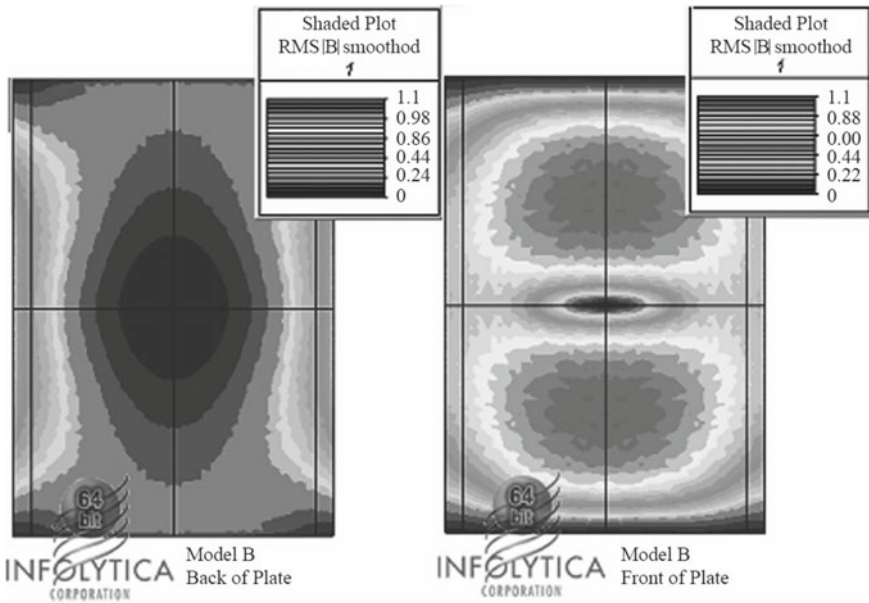 Shaded Plot
RMS |B| smoothod
1.1
0.98
0.86
0.44
0.24
0
Shaded Plot
RMS |B| smoothod
1.1
0.88
0.00
0.44
0.22
0
64
bit
INFOLYTICA
CORPORATION
Model B
Back of Plate
64
bit
INFOLYTICA
CORPORATION
Model B
Front of Plate